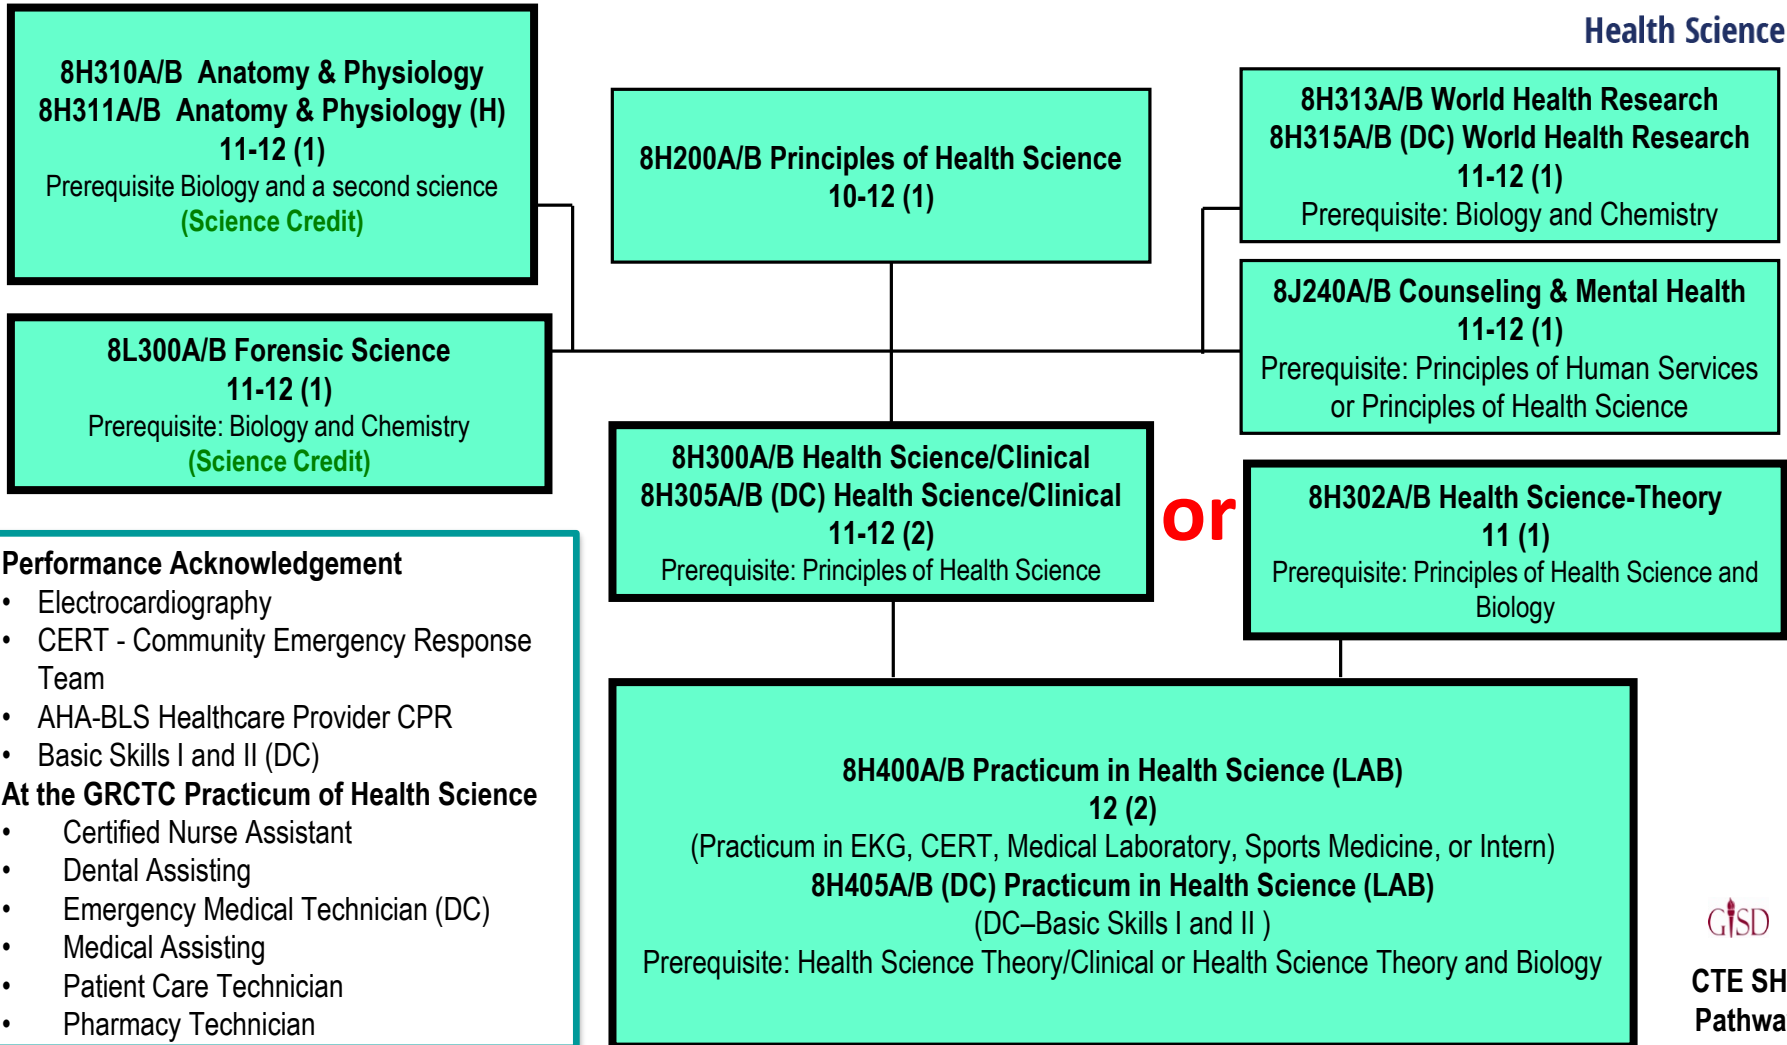 Health Science
8H310A/B Anatomy & Physiology
8H311A/B Anatomy & Physiology (H)
11-12 (1)
Prerequisite Biology and a second science
(Science Credit)
8H200A/B Principles of Health Science
10-12 (1)
8H313A/B World Health Research
8H315A/B (DC) World Health Research
11-12 (1)
Prerequisite: Biology and Chemistry
8L300A/B Forensic Science
11-12 (1)
Prerequisite: Biology and Chemistry
(Science Credit)
8J240A/B Counseling & Mental Health
11-12 (1)
Prerequisite: Principles of Human Services
or Principles of Health Science
8H300A/B Health Science/Clinical
8H305A/B (DC) Health Science/Clinical
11-12 (2)
Prerequisite: Principles of Health Science
or
8H302A/B Health Science-Theory
11 (1)
Prerequisite: Principles of Health Science and
Biology
Performance Acknowledgement
• Electrocardiography
• CERT - Community Emergency Response
Team
• AHA-BLS Healthcare Provider CPR
• Basic Skills I and II (DC)
At the GRCTC Practicum of Health Science
• Certified Nurse Assistant
• Dental Assisting
• Emergency Medical Technician (DC)
• Medical Assisting
• Patient Care Technician
• Pharmacy Technician
8H400A/B Practicum in Health Science (LAB)
12 (2)
(Practicum in EKG, CERT, Medical Laboratory, Sports Medicine, or Intern)
8H405A/B (DC) Practicum in Health Science (LAB)
(DC–Basic Skills I and II )
Prerequisite: Health Science Theory/Clinical or Health Science Theory and Biology
GISD
CTE SH
Pathwa